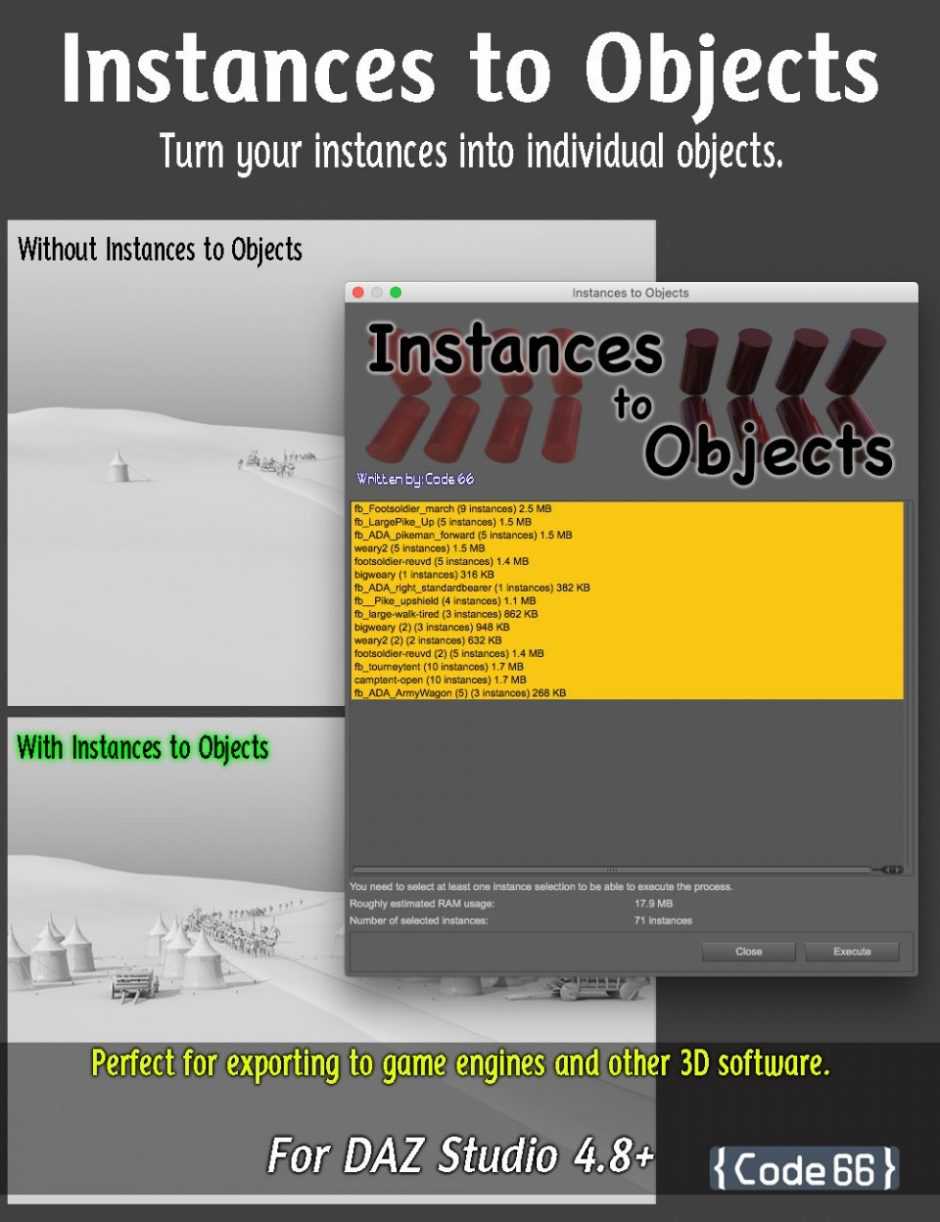 Instances to Objects
Turn your instances into individual objects.
Without Instances to Objects
Instances to Objects
Instances
to
Objects
Written by: Code 66
fb_Footsoldier_march (9 instances) 2.5 MB
fb_LargePike_Up (5 instances) 1.5 MB
fb_ADA_pikeman_forward (5 instances) 1.5 MB
weary2 (5 instances) 1.5 MB
footsoldier-reuvd (5 instances) 1.4 MB
bigweary (1 instances) 316 KB
fb_ADA_right_standardbearer (1 instances) 382 KB
fb__Pike_upshield (4 instances) 1.1 MB
fb_large-walk-tired (3 instances) 862 KB
bigweary (2) (3 instances) 948 KB
weary2 (2) (2 instances) 632 KB
footsoldier-reuvd (2) (5 instances) 1.4 MB
fb_tourneytent (10 instances) 1.7 MB
camptent-open (10 instances) 1.7 MB
fb_ADA_ArmyWagon (5) (3 instances) 268 KB
With Instances to Objects
You need to select at least one instance selection to be able to execute the process.
Roughly estimated RAM usage: 17.9 MB
Number of selected instances: 71 instances
Close Execute
Perfect for exporting to game engines and other 3D software.
For DAZ Studio 4.8+
{Code 66}